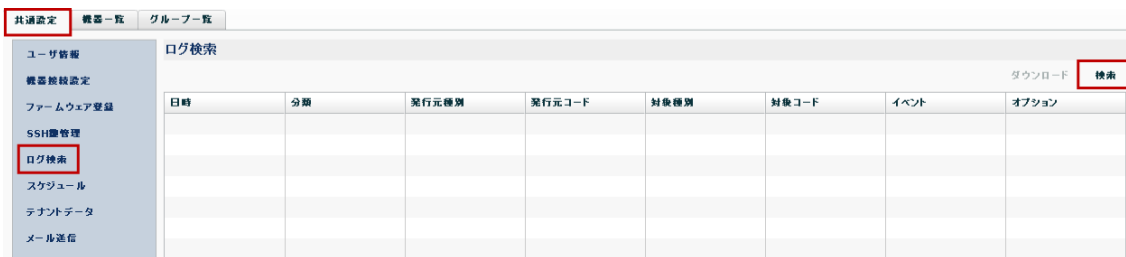 共通設定 機器一覧 グループ一覧
ログ検索
ユーザ情報
機器接続設定
ファームウェア登録
SSH鍵管理
ログ検索
スケジュール
テナントデータ
メール送信
ダウンロード 検索
日時 分類 発行元種別 発行元コード 対象種別 対象コード イベント オプション